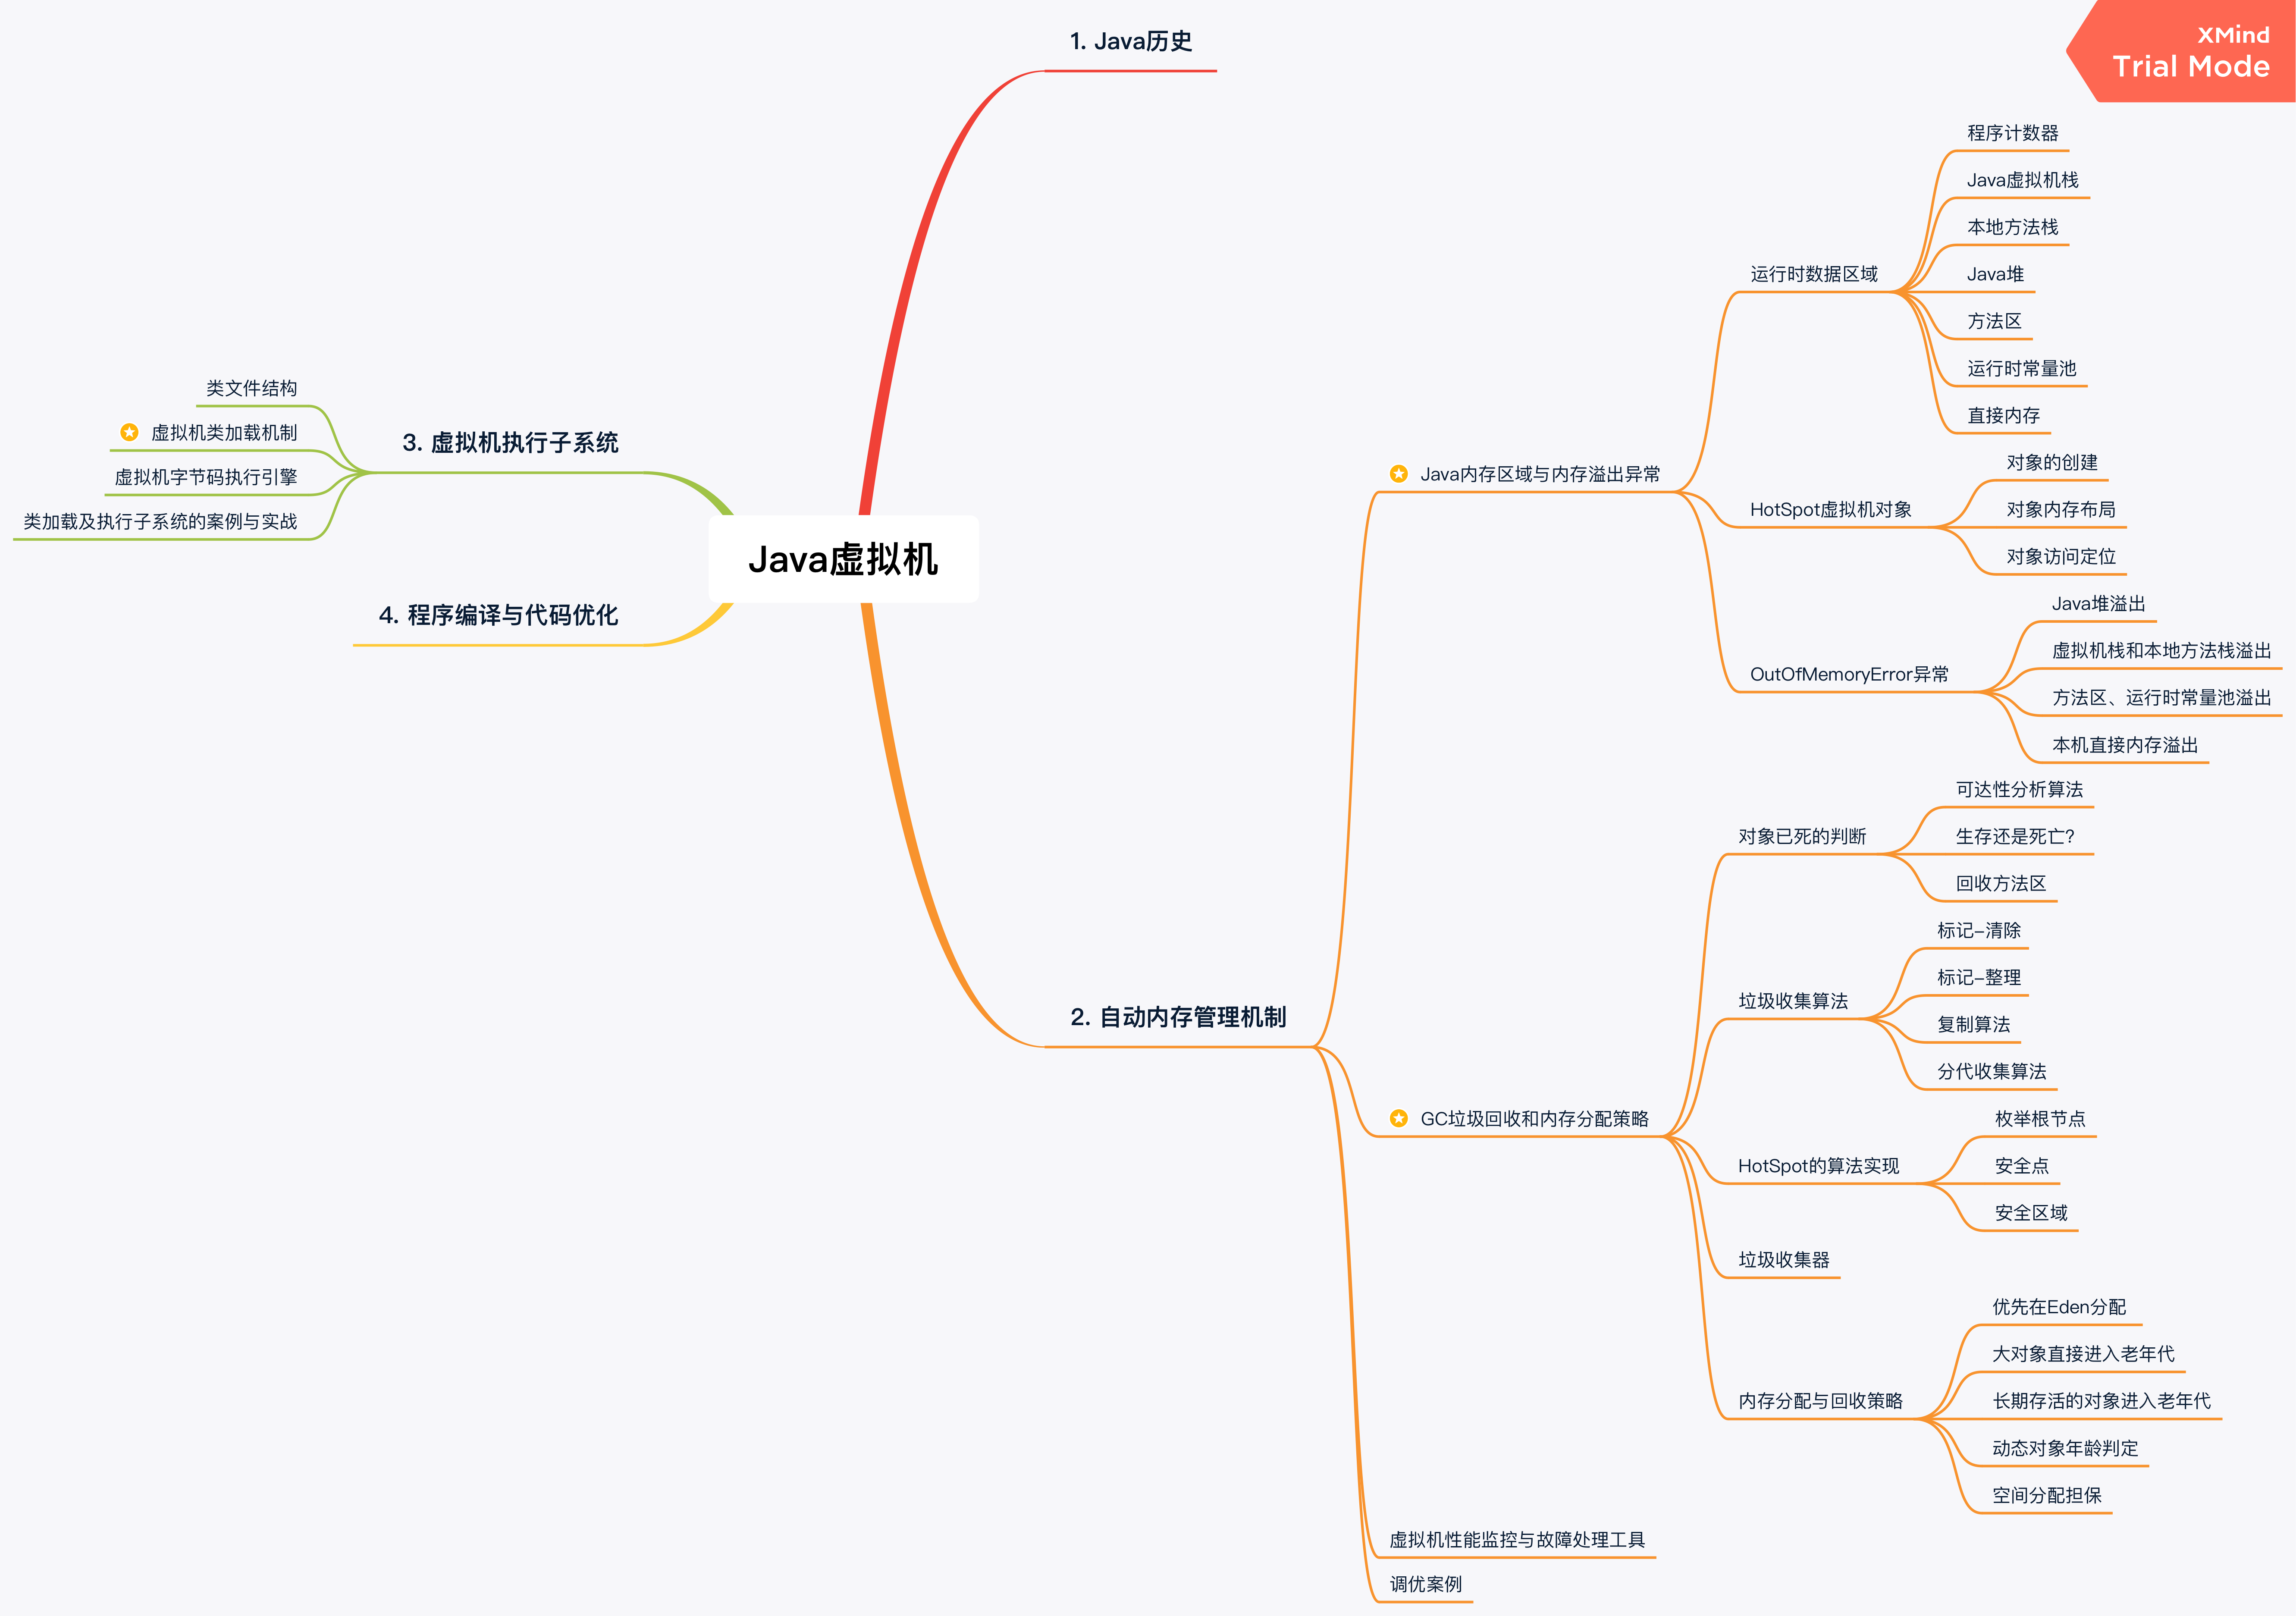 XMind
Trial Mode
Java虚拟机
1. Java历史
2. 自动内存管理机制
Java内存区域与内存溢出异常
运行时数据区域
程序计数器
Java虚拟机栈
本地方法栈
Java堆
方法区
运行时常量池
直接内存
HotSpot虚拟机对象
对象的创建
对象内存布局
对象访问定位
OutOfMemoryError异常
Java堆溢出
虚拟机栈和本地方法栈溢出
方法区、运行时常量池溢出
本机直接内存溢出
GC垃圾回收和内存分配策略
对象已死的判断
可达性分析算法
生存还是死亡?
回收方法区
垃圾收集算法
标记-清除
标记-整理
复制算法
分代收集算法
HotSpot的算法实现
枚举根节点
安全点
安全区域
垃圾收集器
内存分配与回收策略
优先在Eden分配
大对象直接进入老年代
长期存活的对象进入老年代
动态对象年龄判定
空间分配担保
虚拟机性能监控与故障处理工具
调优案例
3. 虚拟机执行子系统
类文件结构
虚拟机类加载机制
虚拟机字节码执行引擎
类加载及执行子系统的案例与实战
4. 程序编译与代码优化